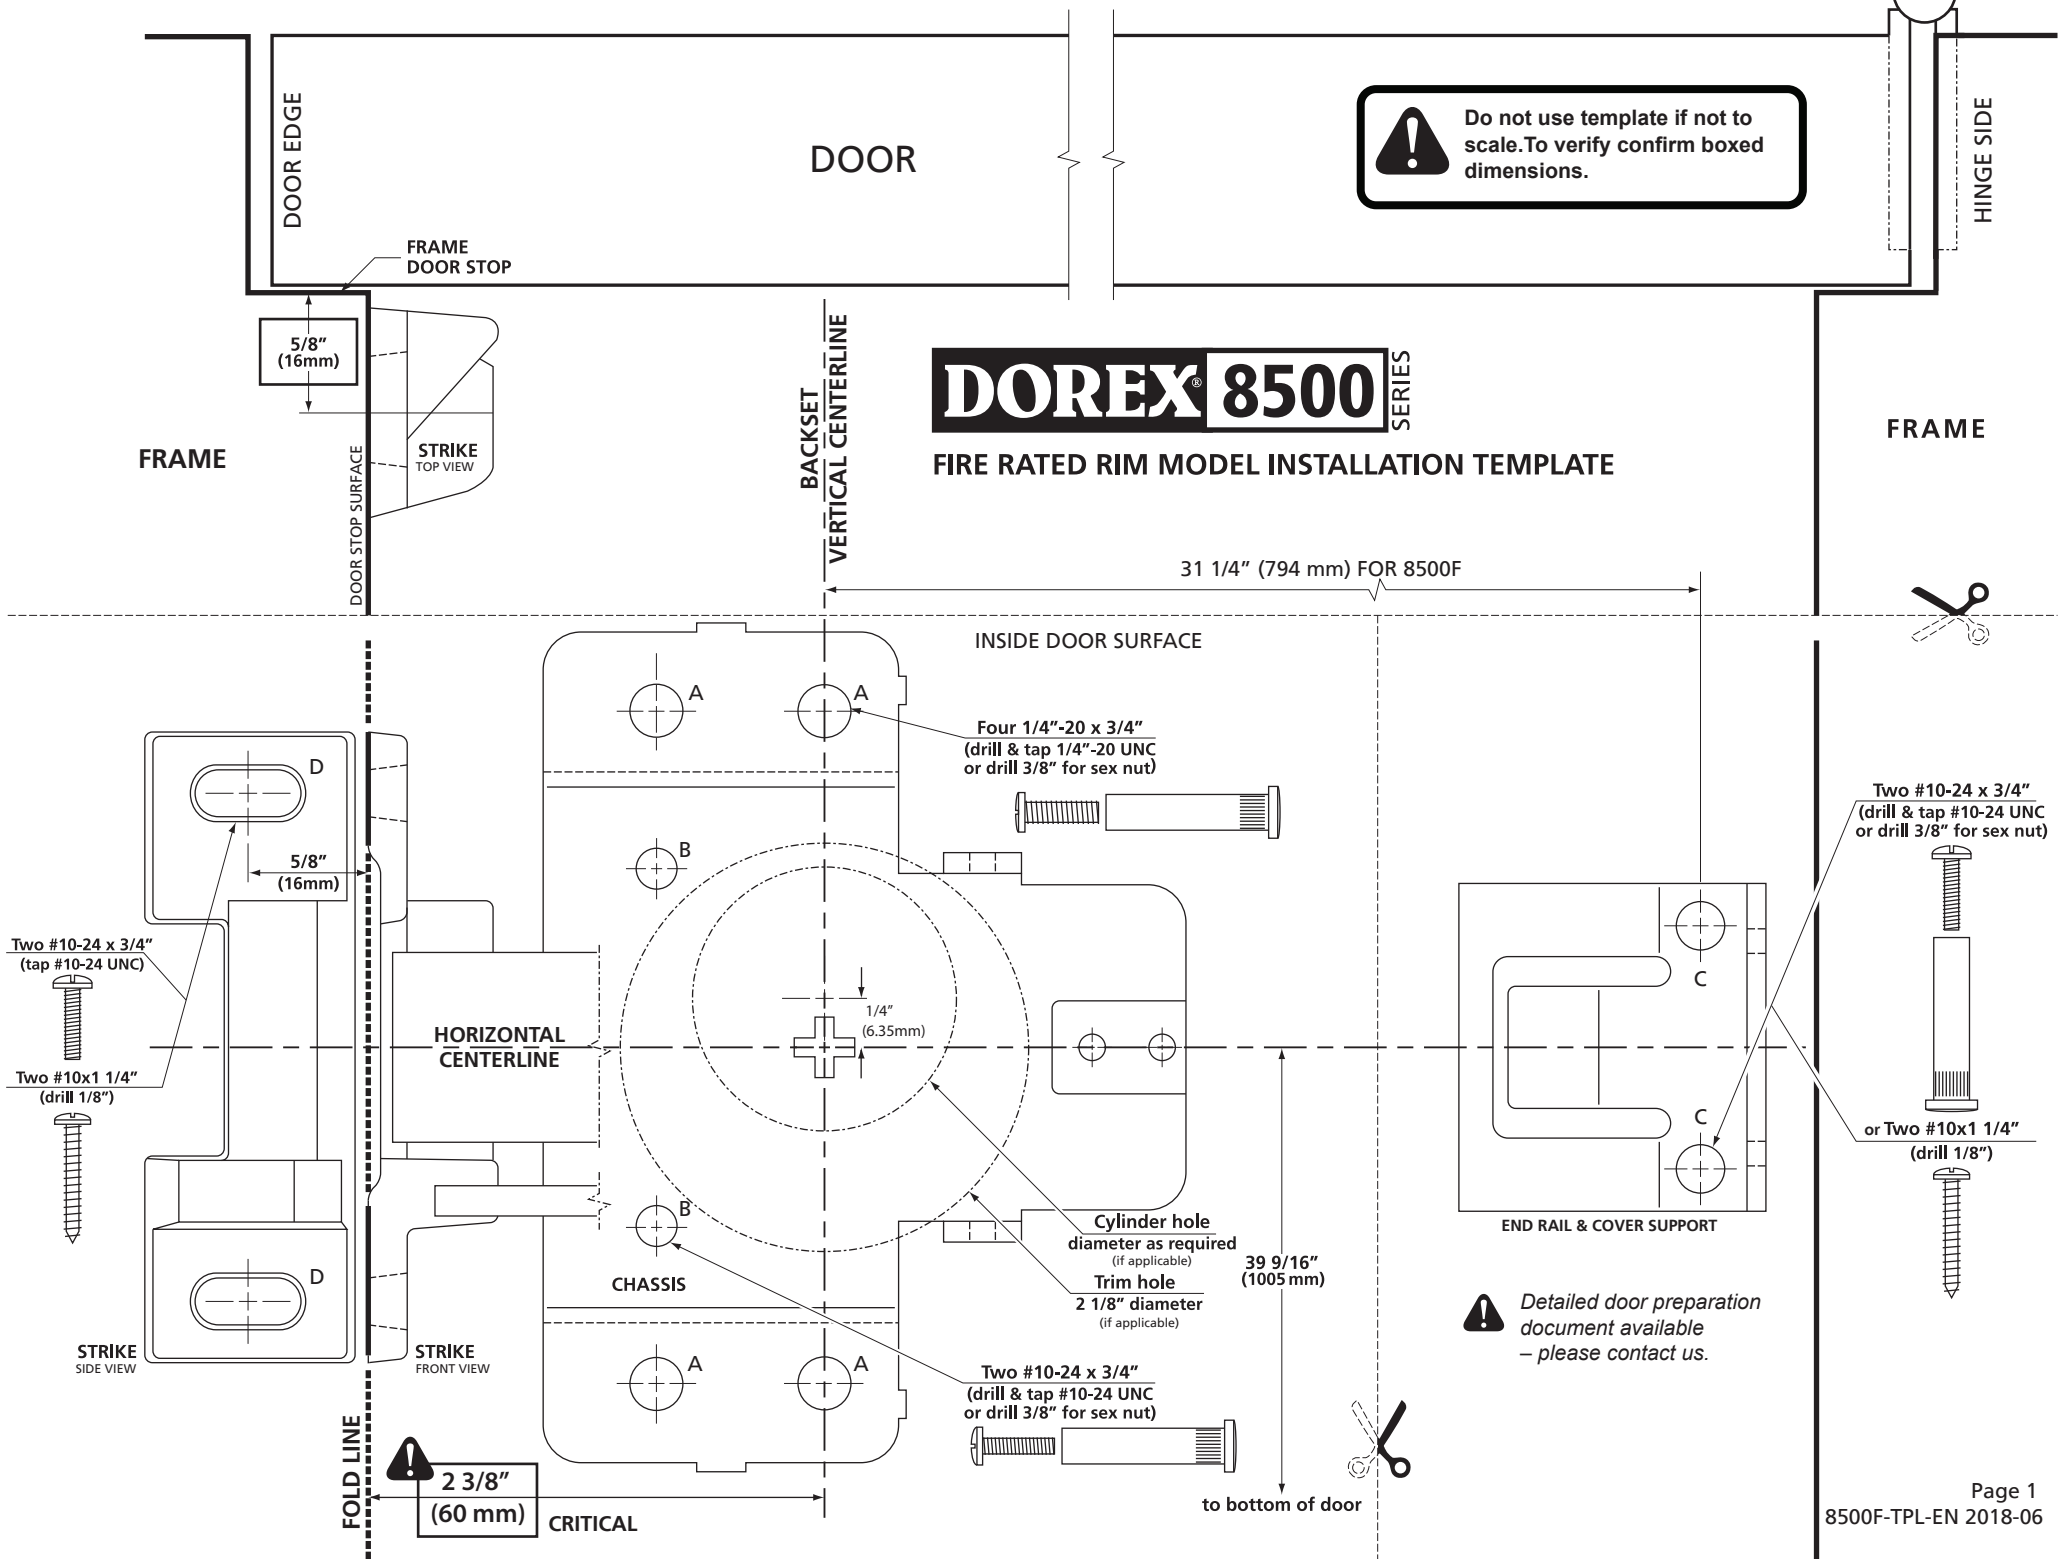 DOOR EDGE
DOOR
Do not use template if not to
scale.To verify confirm boxed
dimensions.
HINGE SIDE
FRAME
DOOR STOP
5/8”
(16mm)
STRIKE
TOP VIEW
FRAME
DOOR STOP SURFACE
BACKSET
VERTICAL CENTERLINE
DOREX® 8500 SERIES
FIRE RATED RIM MODEL INSTALLATION TEMPLATE
FRAME
31 1/4” (794 mm) FOR 8500F
INSIDE DOOR SURFACE
A
A
Four 1/4”-20 x 3/4”
(drill & tap 1/4”-20 UNC
or drill 3/8” for sex nut)
D
5/8”
(16mm)
B
Two #10-24 x 3/4”
(drill & tap #10-24 UNC
or drill 3/8” for sex nut)
Two #10-24 x 3/4”
(tap #10-24 UNC)
Two #10x1 1/4”
(drill 1/8”)
HORIZONTAL
CENTERLINE
1/4”
(6.35mm)
C
C
or Two #10x1 1/4”
(drill 1/8”)
END RAIL & COVER SUPPORT
B
CHASSIS
Cylinder hole
diameter as required
(if applicable)
Trim hole
2 1/8” diameter
(if applicable)
39 9/16”
(1005 mm)
D
STRIKE
SIDE VIEW
STRIKE
FRONT VIEW
A
A
Two #10-24 x 3/4”
(drill & tap #10-24 UNC
or drill 3/8” for sex nut)
Detailed door preparation
document available
– please contact us.
FOLD LINE
2 3/8”
(60 mm)
CRITICAL
to bottom of door
Page 1
8500F-TPL-EN 2018-06